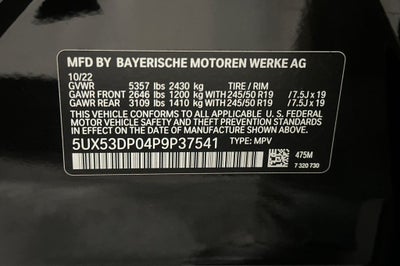 MFD BY BAYERISCHE MOTOREN WERKE AG
10/22
GVWR 5357 lbs 2430 kg TIRE / RIM
GAWR FRONT 2646 lbs 1200 kg WITH 245/50 R19 / 7.5J x 19
GAWR REAR 3109 lbs 1410 kg WITH 245/50 R19 / 7.5J x 19
THIS VEHICLE CONFORMS TO ALL APPLICABLE U.S. FEDERAL
MOTOR VEHICLE SAFETY, BUMPER, AND THEFT PREVENTION
STANDARDS IN EFFECT ON THE DATE OF MANUFACTURE SHOWN ABOVE.
5UX53DP04P9P37541 TYPE: MPV
475M
7 320 730